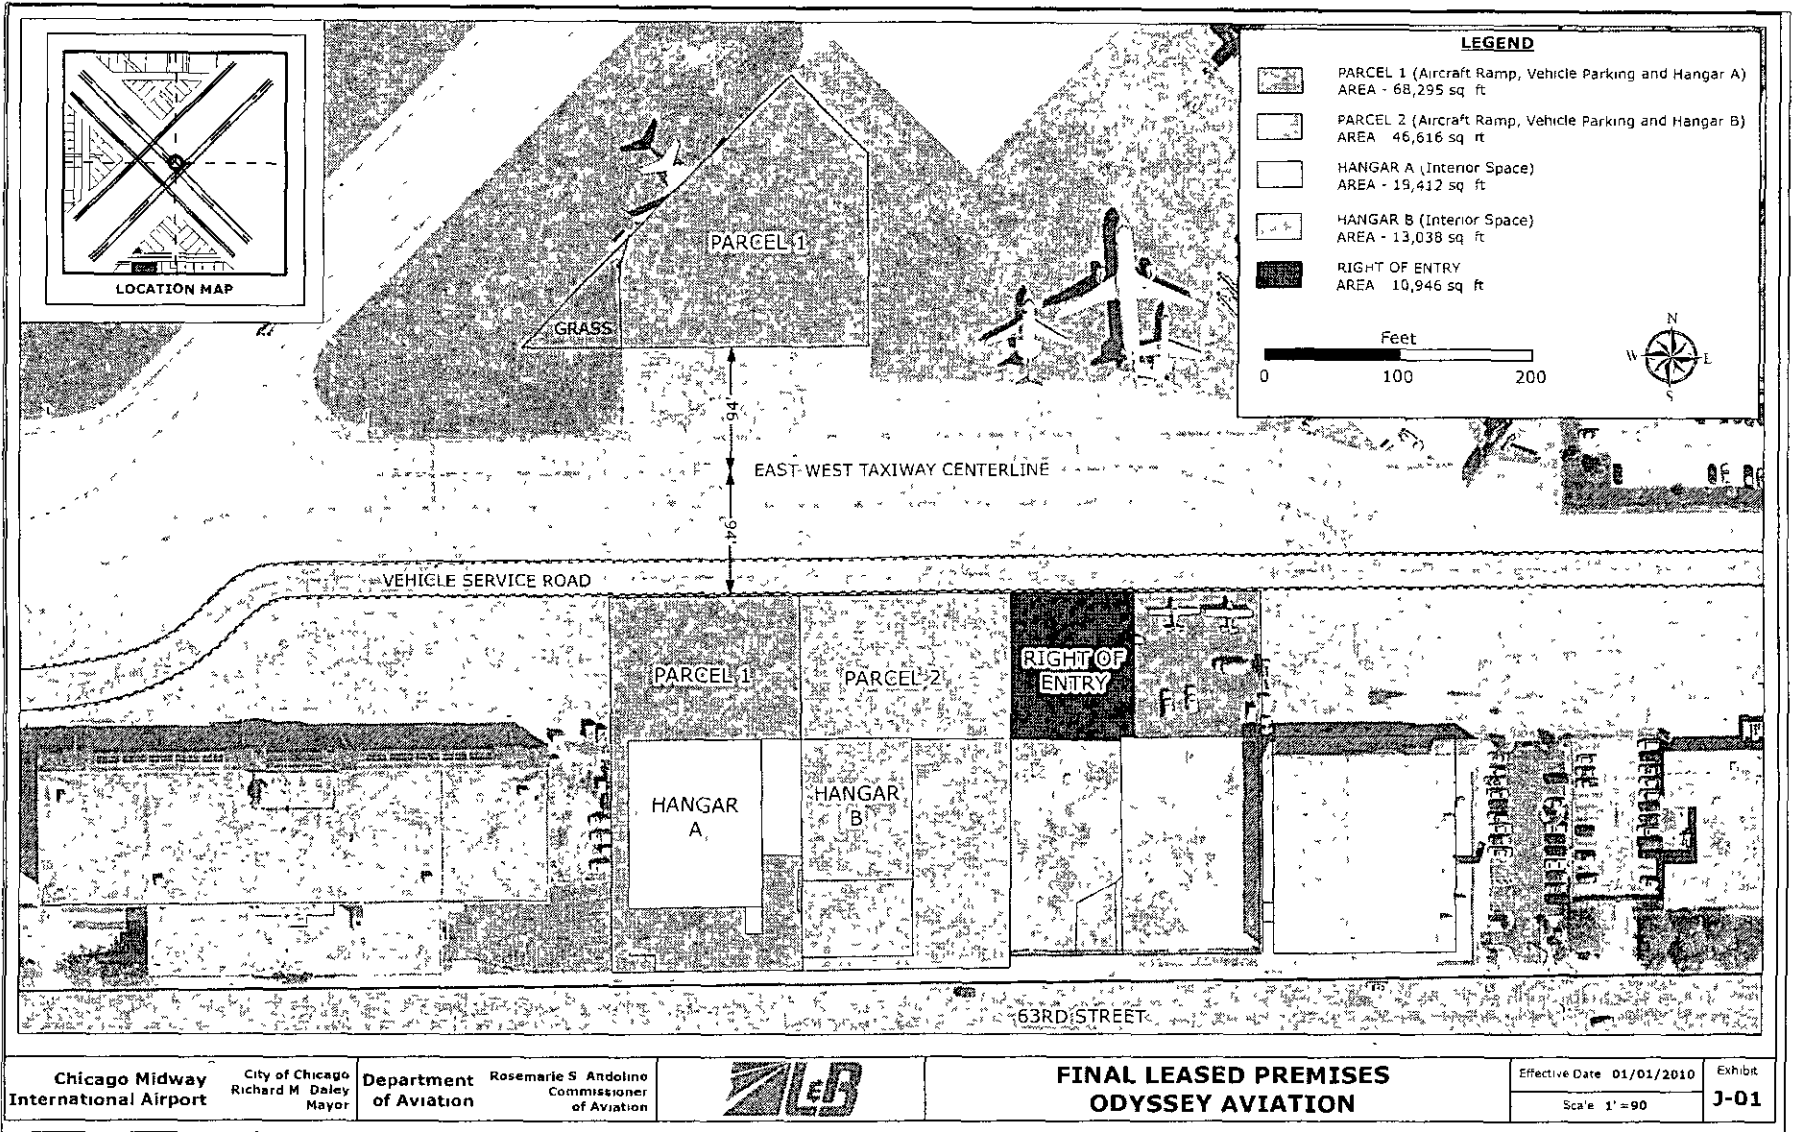 LOCATION MAP
LEGEND
PARCEL 1 (Aircraft Ramp, Vehicle Parking and Hangar A)
AREA - 68,295 sq ft
PARCEL 2 (Aircraft Ramp, Vehicle Parking and Hangar B)
AREA 46,616 sq ft
HANGAR A (Interior Space)
AREA - 19,412 sq ft
HANGAR B (Interior Space)
AREA - 13,038 sq ft
RIGHT OF ENTRY
AREA 10,946 sq ft
Feet
0 100 200
N
W E
S
PARCEL 1
GRASS
94'
EAST-WEST TAXIWAY CENTERLINE
94'
VEHICLE SERVICE ROAD
PARCEL 1
PARCEL 2
RIGHT OF
ENTRY
HANGAR
A
HANGAR
B
63RD STREET
Chicago Midway
International Airport
City of Chicago
Richard M Daley
Mayor
Department
of Aviation
Rosemarie S Andolino
Commissioner
of Aviation
L&B
FINAL LEASED PREMISES
ODYSSEY AVIATION
Effective Date 01/01/2010
Scale 1"=90
Exhibit
J-01